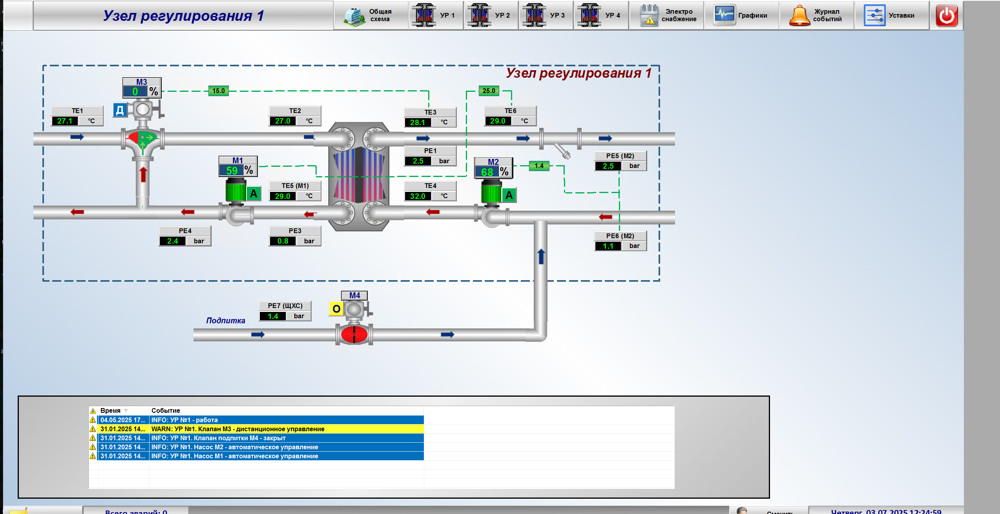 Узел регулирования 1
Общая
схема
УР 1
УР 2
УР 3
УР 4
Электро
снабжение
Графики
Журнал
событий
Уставки
Узел регулирования 1
M3
0 %
15.0
25.0
Д
TE1
27.1 °C
TE2
27.0 °C
TE3
28.1 °C
TE6
29.0 °C
PE1
2.5 bar
M1
59 %
M2
68 %
1.4
PE5 (M2)
2.5 bar
A
TE5 (M1)
29.0 °C
TE4
32.0 °C
A
PE4
2.4 bar
PE3
0.8 bar
PE6 (M2)
1.1 bar
M4
PE7 (ЩХС)
1.4 bar
О
Подпитка
Время Событие
04.05.2025 17... INFO: УР №1 - работа
31.01.2025 14... WARN: УР №1. Клапан М3 - дистанционное управление
31.01.2025 14... INFO: УР №1. Клапан подпитки М4 - закрыт
31.01.2025 14... INFO: УР №1. Насос М2 - автоматическое управление
31.01.2025 14... INFO: УР №1. Насос М1 - автоматическое управление
Всего аварий: 0
Сменить
Четверг, 03.07.2025 12:24:59